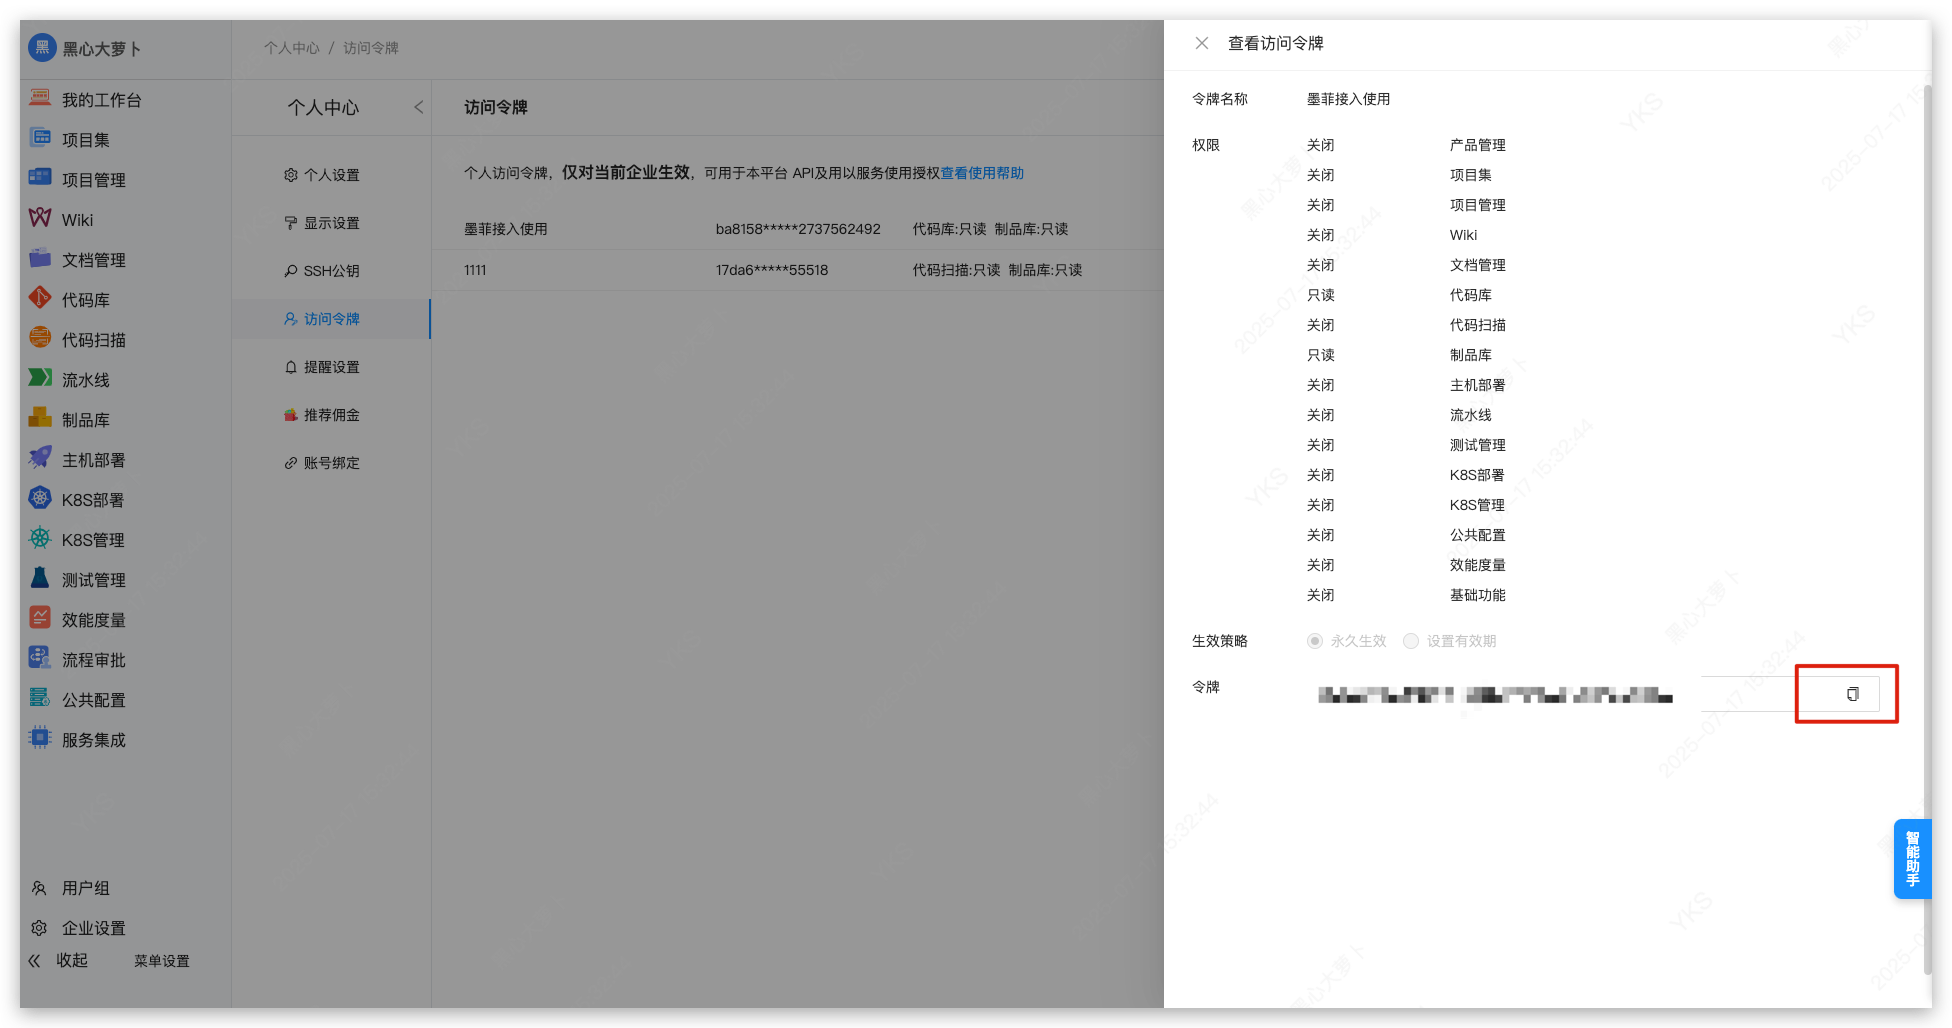 黑 黑心大萝卜
我的工作台
项目集
项目管理
Wiki
文档管理
代码库
代码扫描
流水线
制品库
主机部署
K8S部署
K8S管理
测试管理
效能度量
流程审批
公共配置
服务集成
用户组
企业设置
收起 菜单设置
个人中心 / 访问令牌
个人中心
个人设置
显示设置
SSH公钥
访问令牌
提醒设置
推荐佣金
账号绑定
访问令牌
个人访问令牌，仅对当前企业生效，可用于本平台 API及用以服务使用授权查看使用帮助
墨菲接入使用 ba8158*****2737562492 代码库:只读 制品库:只读
1111 17da6*****55518 代码扫描:只读 制品库:只读
查看访问令牌
令牌名称 墨菲接入使用
权限 关闭 产品管理
关闭 项目集
关闭 项目管理
关闭 Wiki
关闭 文档管理
只读 代码库
关闭 代码扫描
只读 制品库
关闭 主机部署
关闭 流水线
关闭 测试管理
关闭 K8S部署
关闭 K8S管理
关闭 公共配置
关闭 效能度量
关闭 基础功能
生效策略 永久生效 设置有效期
令牌
智能助手
黑心大萝卜
YKS
2025-07-17 15:32:44